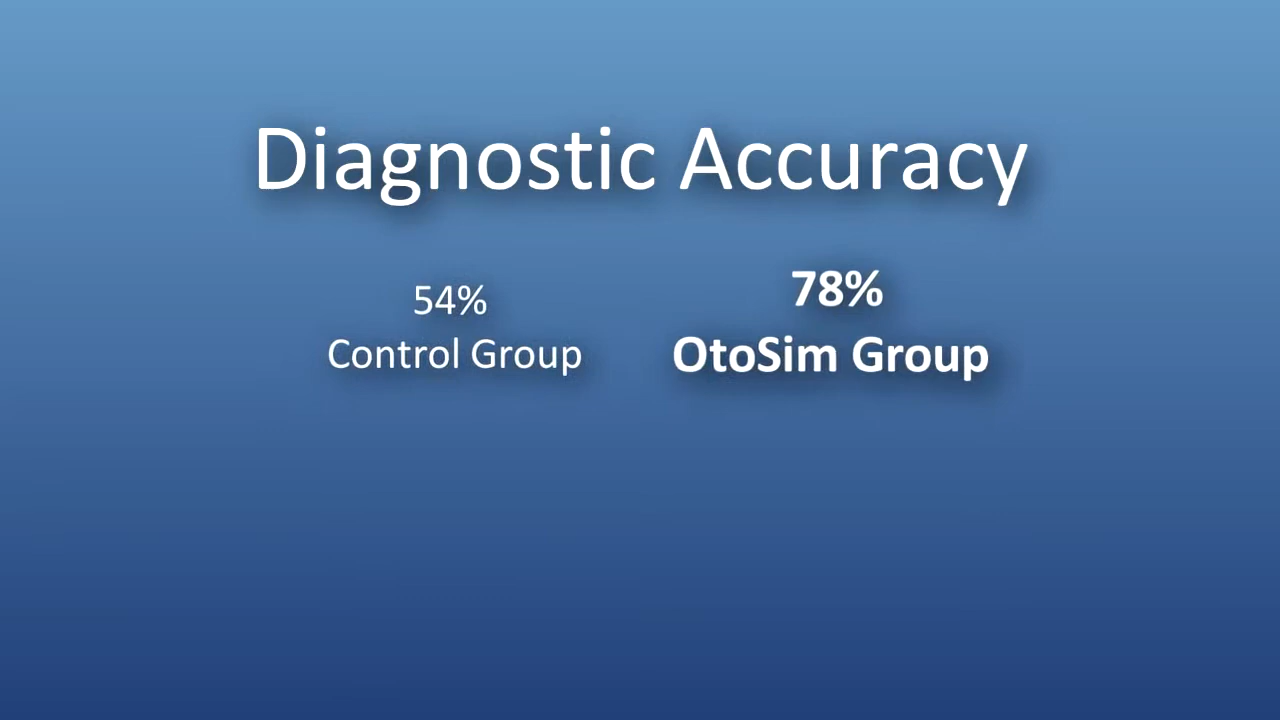 Diagnostic Accuracy
54%
Control Group
78%
OtoSim Group